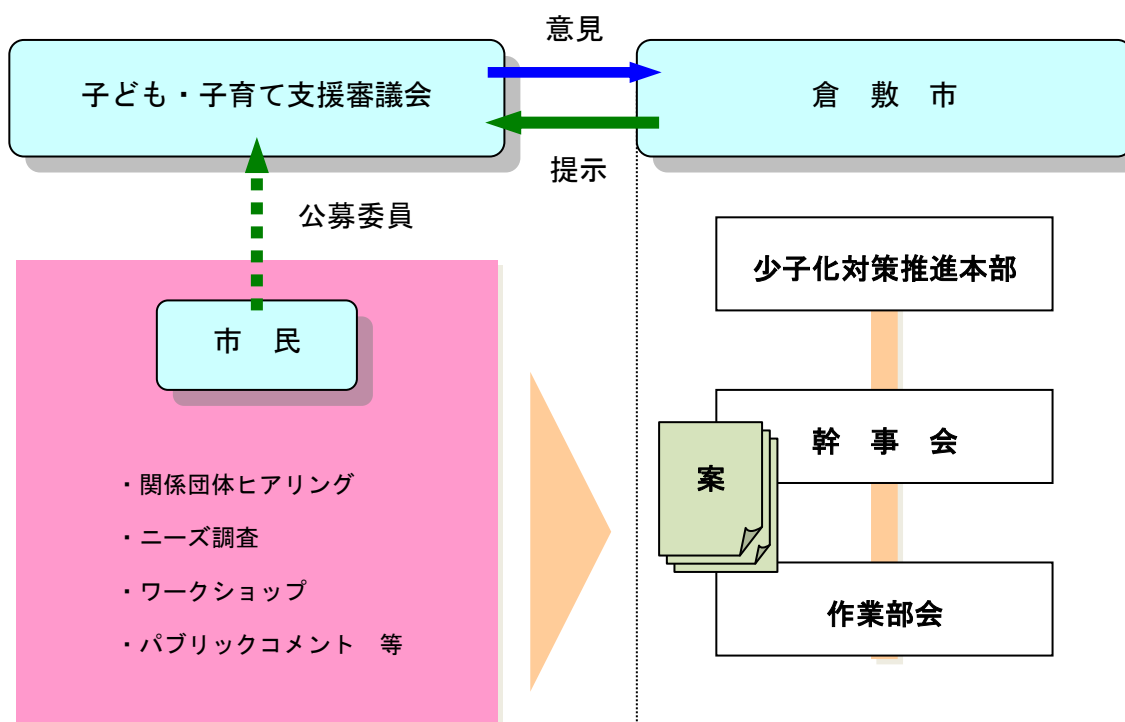 意見
子ども・子育て支援審議会
倉　敷　市
提示
公募委員
少子化対策推進本部
市　民
幹　事　会
案
・関係団体ヒアリング
・ニーズ調査
・ワークショップ
・パブリックコメント　等
作業部会